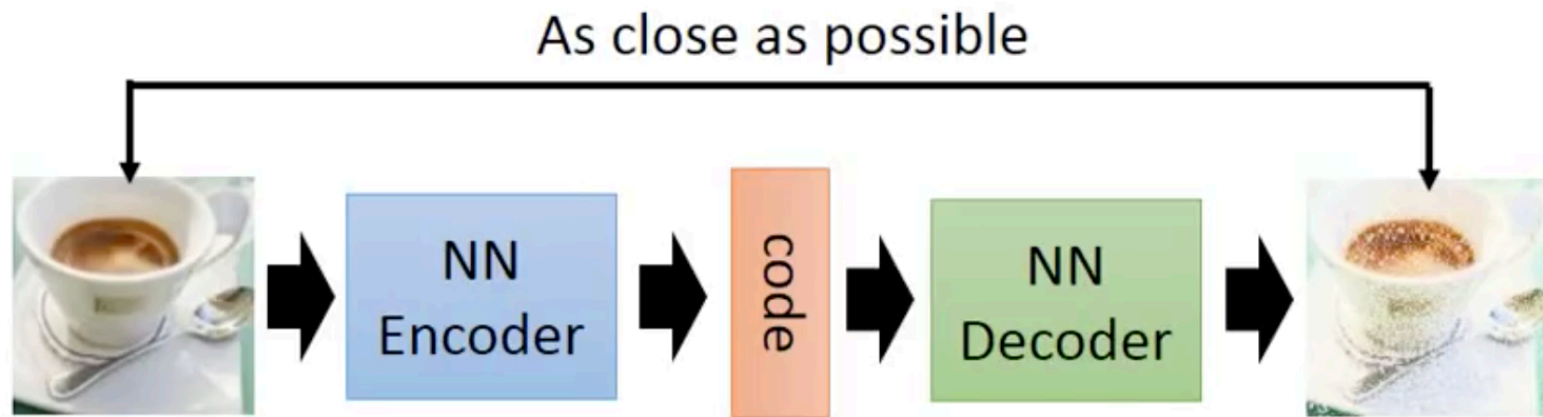 As close as possible
NN
Encoder
code
NN
Decoder